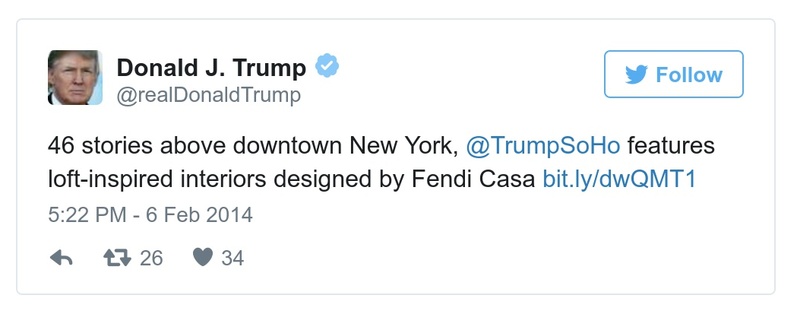 Donald J. Trump
Follow
@realDonaldTrump
46 stories above downtown New York, @TrumpSoHo features
loft-inspired interiors designed by Fendi Casa bit.ly/dwQMT1
5:22 PM - 6 Feb 2014
26 34